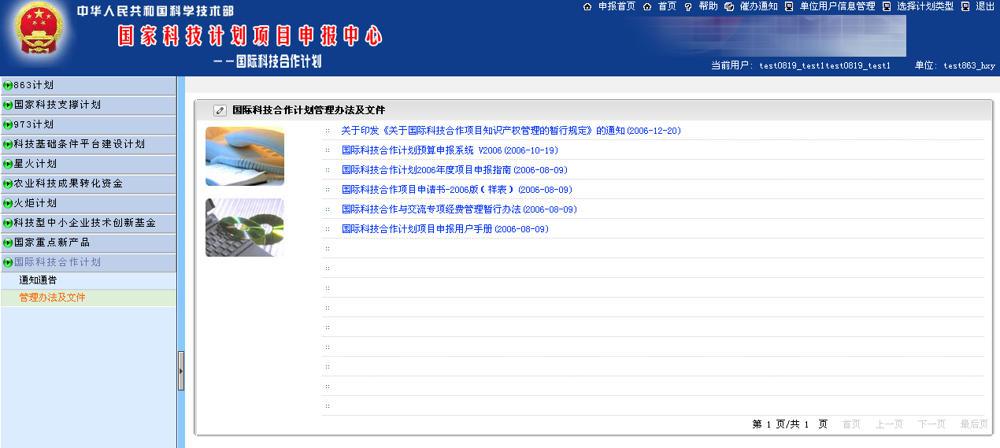 中华人民共和国科学技术部
申报首页 首页 帮助 催办通知 单位用户信息管理 选择计划类型 退出
国家科技计划项目申报中心
——国际科技合作计划
当前用户: test0819_test1test0819_test1 单位: test863_hxy
863计划
国家科技支撑计划
973计划
科技基础条件平台建设计划
星火计划
农业科技成果转化资金
火炬计划
科技型中小企业技术创新基金
国家重点新产品
国际科技合作计划
通知通告
管理办法及文件
国际科技合作计划管理办法及文件
关于印发《关于国际科技合作项目知识产权管理的暂行规定》的通知(2006-12-20)
国际科技合作计划预算申报系统 V2006(2006-10-19)
国际科技合作计划2006年度项目申报指南(2006-08-09)
国际科技合作项目申请书-2006版(样表)(2006-08-09)
国际科技合作与交流专项经费管理暂行办法(2006-08-09)
国际科技合作计划项目申报用户手册(2006-08-09)
第 1 页/共 1 页 首页 上一页 下一页 最后页